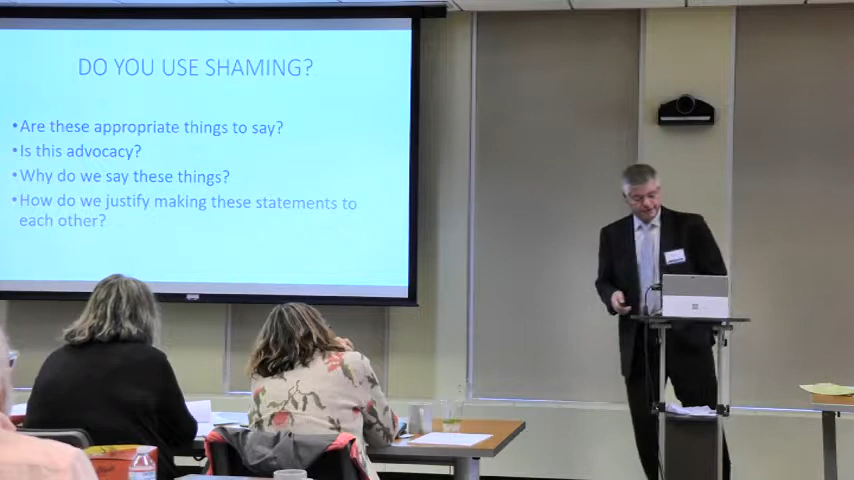 DO YOU USE SHAMING?
•Are these appropriate things to say?
•Is this advocacy?
•Why do we say these things?
•How do we justify making these statements to
each other?